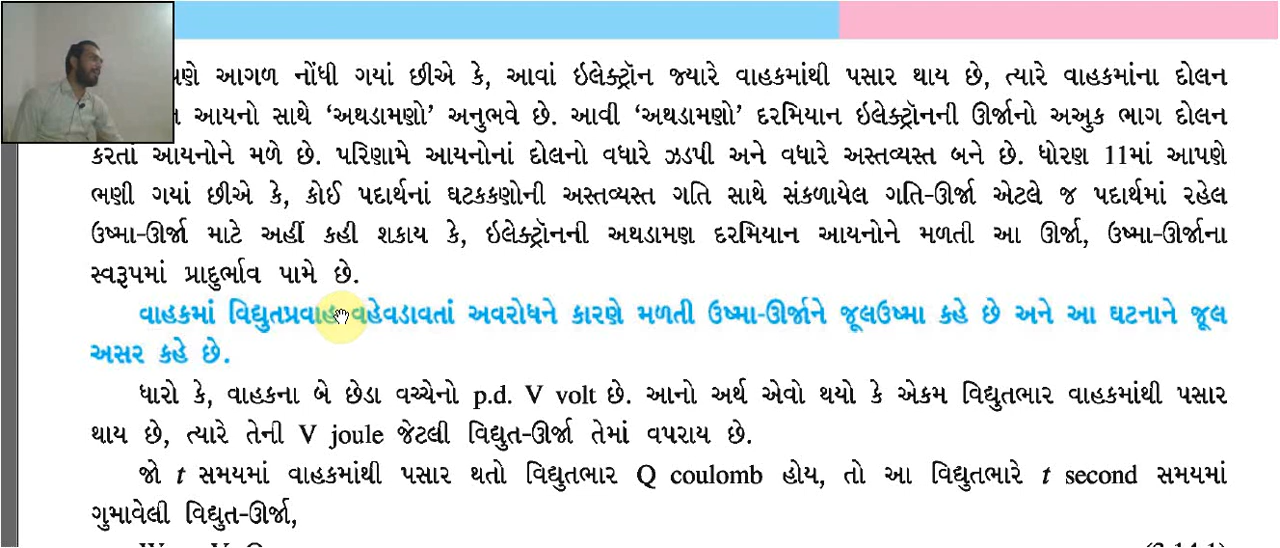 આગળ નોંધી ગયાં છીએ કે, આવાં ઇલેક્ટ્રૉન જ્યારે વાહકમાંથી પસાર થાય છે, ત્યારે વાહકમાંના દોલન
આયનો સાથે ‘અથડામણો’ અનુભવે છે. આવી ‘અથડામણો’ દરમિયાન ઇલેક્ટ્રૉનની ઊર્જાનો અમુક ભાગ દોલન
કરતાં આયનોને મળે છે. પરિણામે આયનોનાં દોલનો વધારે ઝડપી અને વધારે અસ્તવ્યસ્ત બને છે. ધોરણ 11માં આપણે
ભણી ગયાં છીએ કે, કોઈ પદાર્થનાં ઘટકકણોની અસ્તવ્યસ્ત ગતિ સાથે સંકળાયેલ ગતિ-ઊર્જા એટલે જ પદાર્થમાં રહેલ
ઉષ્મા-ઊર્જા માટે અહીં કહી શકાય કે, ઇલેક્ટ્રૉનની અથડામણ દરમિયાન આયનોને મળતી આ ઊર્જા, ઉષ્મા-ઊર્જાના
સ્વરૂપમાં પ્રાદુર્ભાવ પામે છે.
વાહકમાં વિદ્યુતપ્રવાહ વહેવડાવતાં અવરોધને કારણે મળતી ઉષ્મા-ઊર્જાને જૂલઉષ્મા કહે છે અને આ ઘટનાને જૂલ
અસર કહે છે.
ધારો કે, વાહકના બે છેડા વચ્ચેનો p.d. V volt છે. આનો અર્થ એવો થયો કે એકમ વિદ્યુતભાર વાહકમાંથી પસાર
થાય છે, ત્યારે તેની V joule જેટલી વિદ્યુત-ઊર્જા તેમાં વપરાય છે.
જો t સમયમાં વાહકમાંથી પસાર થતો વિદ્યુતભાર Q coulomb હોય, તો આ વિદ્યુતભારે t second સમયમાં
ગુમાવેલી વિદ્યુત-ઊર્જા,